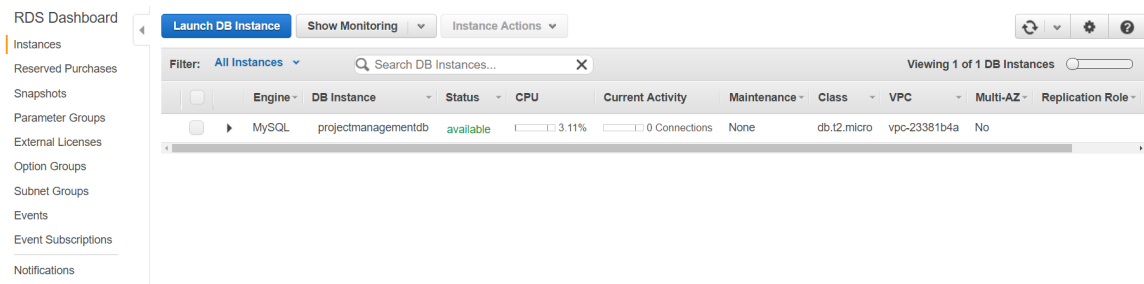 RDS Dashboard
Instances
Reserved Purchases
Snapshots
Parameter Groups
External Licenses
Option Groups
Subnet Groups
Events
Event Subscriptions
Notifications
Launch DB Instance Show Monitoring Instance Actions
Filter: All Instances Search DB Instances... Viewing 1 of 1 DB Instances
Engine DB Instance Status CPU Current Activity Maintenance Class VPC Multi-AZ Replication Role
MySQL projectmanagementdb available 3.11% 0 Connections None db.t2.micro vpc-23381b4a No